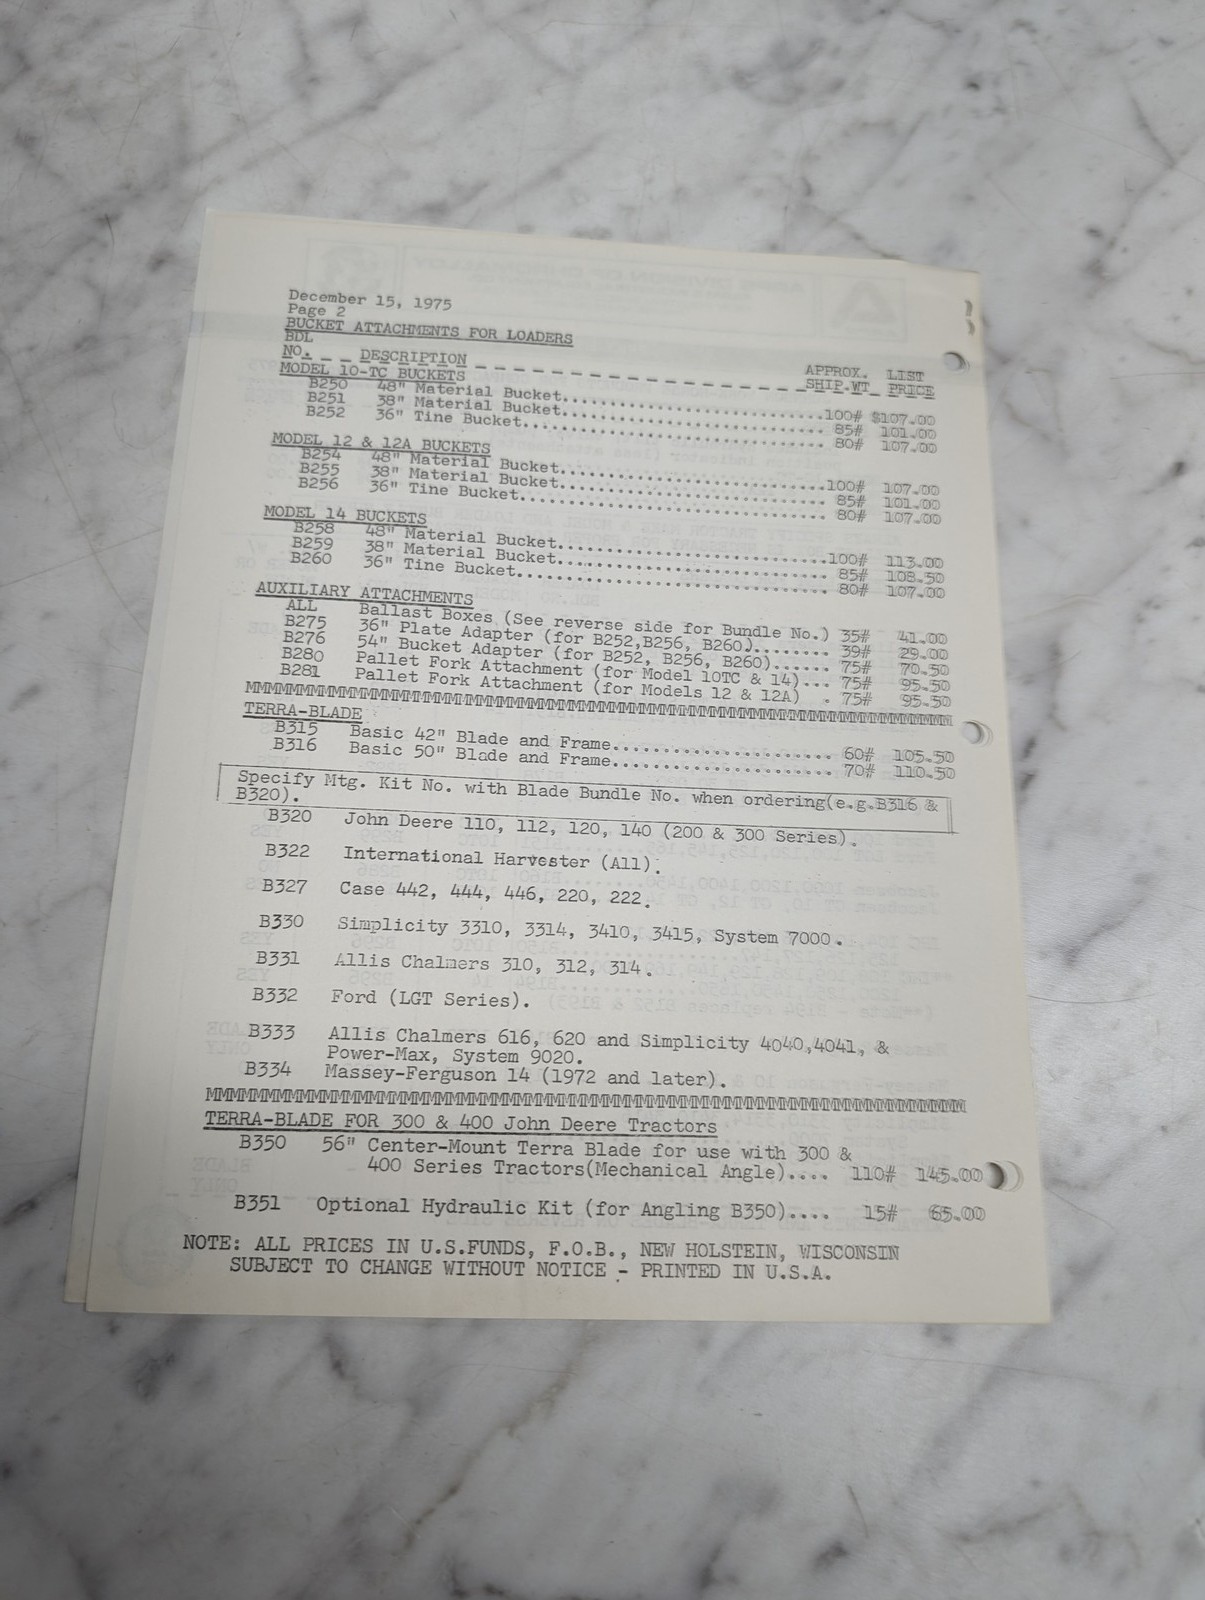 December 15, 1975
Page 2
BUCKET ATTACHMENTS FOR LOADERS
BDL
NO. _ _ DESCRIPTION _ _ _ _ _ _ _ _ _ _ _ _ _ _ _ _ _ _ _ _ APPROX. SHIP.WT_ LIST PRICE
MODEL 10-TC BUCKETS
B250 48" Material Bucket..............................100# $107.00
B251 38" Material Bucket.............................. 85# 101.00
B252 36" Tine Bucket.................................. 80# 107.00
MODEL 12 & 12A BUCKETS
B254 48" Material Bucket..............................100# 107.00
B255 38" Material Bucket.............................. 85# 101.00
B256 36" Tine Bucket.................................. 80# 107.00
MODEL 14 BUCKETS
B258 48" Material Bucket..............................100# 113.00
B259 38" Material Bucket.............................. 85# 108.50
B260 36" Tine Bucket.................................. 80# 107.00
AUXILIARY ATTACHMENTS
ALL Ballast Boxes (See reverse side for Bundle No.) 35# 41.00
B275 36" Plate Adapter (for B252,B256, B260)........ 39# 29.00
B276 54" Bucket Adapter (for B252, B256, B260)...... 75# 70.50
B280 Pallet Fork Attachment (for Model 10TC & 14)... 75# 95.50
B281 Pallet Fork Attachment (for Models 12 & 12A) . 75# 95.50
TERRA-BLADE
B315 Basic 42" Blade and Frame...................... 60# 105.50
B316 Basic 50" Blade and Frame...................... 70# 110.50
Specify Mtg. Kit No. with Blade Bundle No. when ordering(e.g.B316 &
B320).
B320 John Deere 110, 112, 120, 140 (200 & 300 Series).
B322 International Harvester (All).
B327 Case 442, 444, 446, 220, 222.
B330 Simplicity 3310, 3314, 3410, 3415, System 7000.
B331 Allis Chalmers 310, 312, 314.
B332 Ford (LGT Series).
B333 Allis Chalmers 616, 620 and Simplicity 4040,4041, &
Power-Max, System 9020.
B334 Massey-Ferguson 14 (1972 and later).
TERRA-BLADE FOR 300 & 400 John Deere Tractors
B350 56" Center-Mount Terra Blade for use with 300 &
400 Series Tractors(Mechanical Angle).... 110# 145.00
B351 Optional Hydraulic Kit (for Angling B350).... 15# 65.00
NOTE: ALL PRICES IN U.S.FUNDS, F.O.B., NEW HOLSTEIN, WISCONSIN
SUBJECT TO CHANGE WITHOUT NOTICE - PRINTED IN U.S.A.